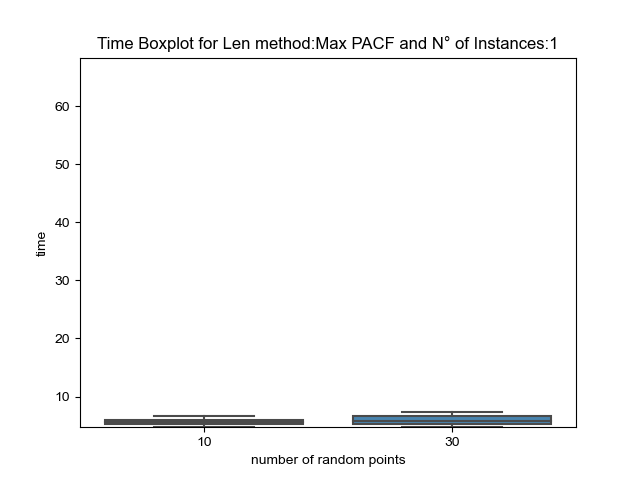 Time Boxplot for Len method:Max PACF and N° of Instances:1
60
50
40
30
20
10
time
10 30
number of random points